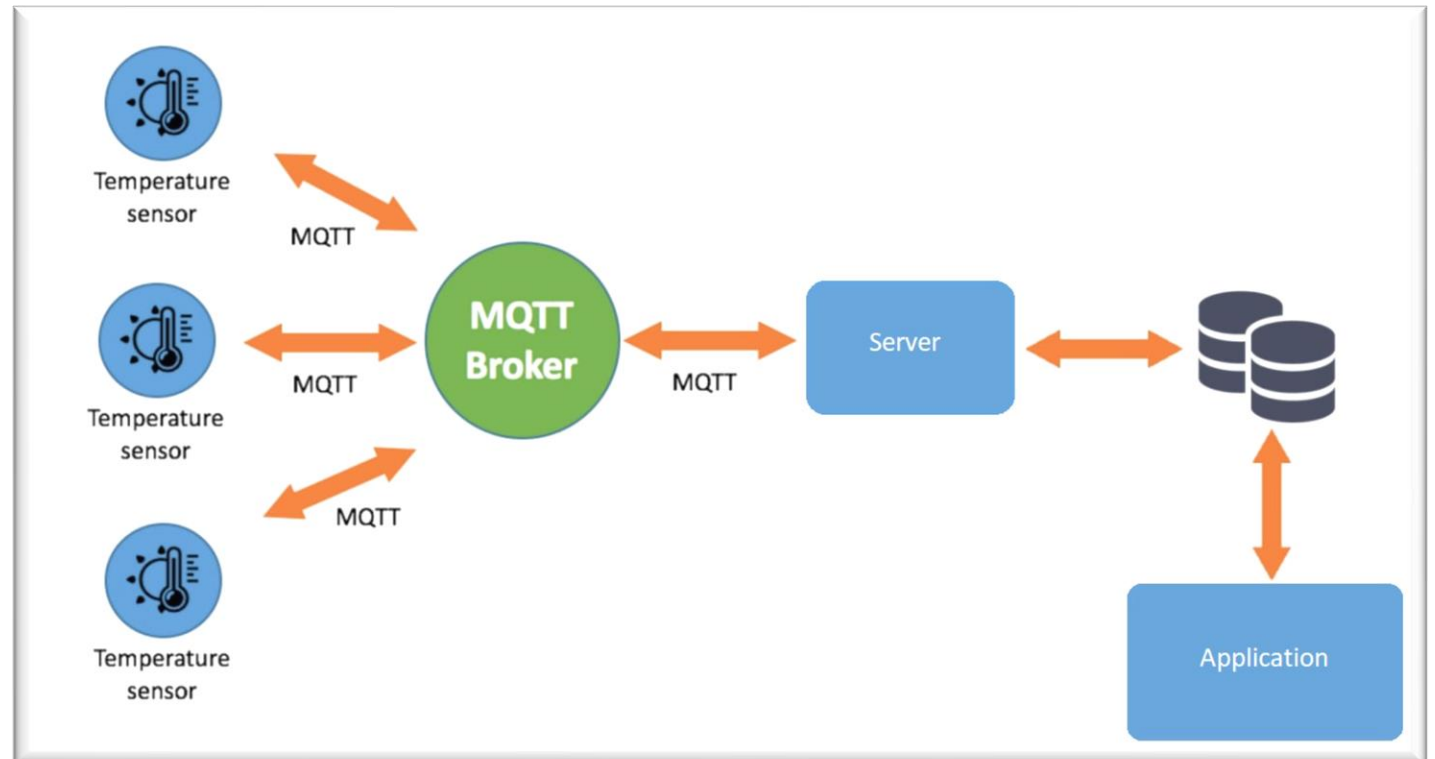 Temperature
sensor
MQTT
Temperature
sensor
MQTT
Temperature
sensor
MQTT
MQTT
Broker
MQTT
Server
Application